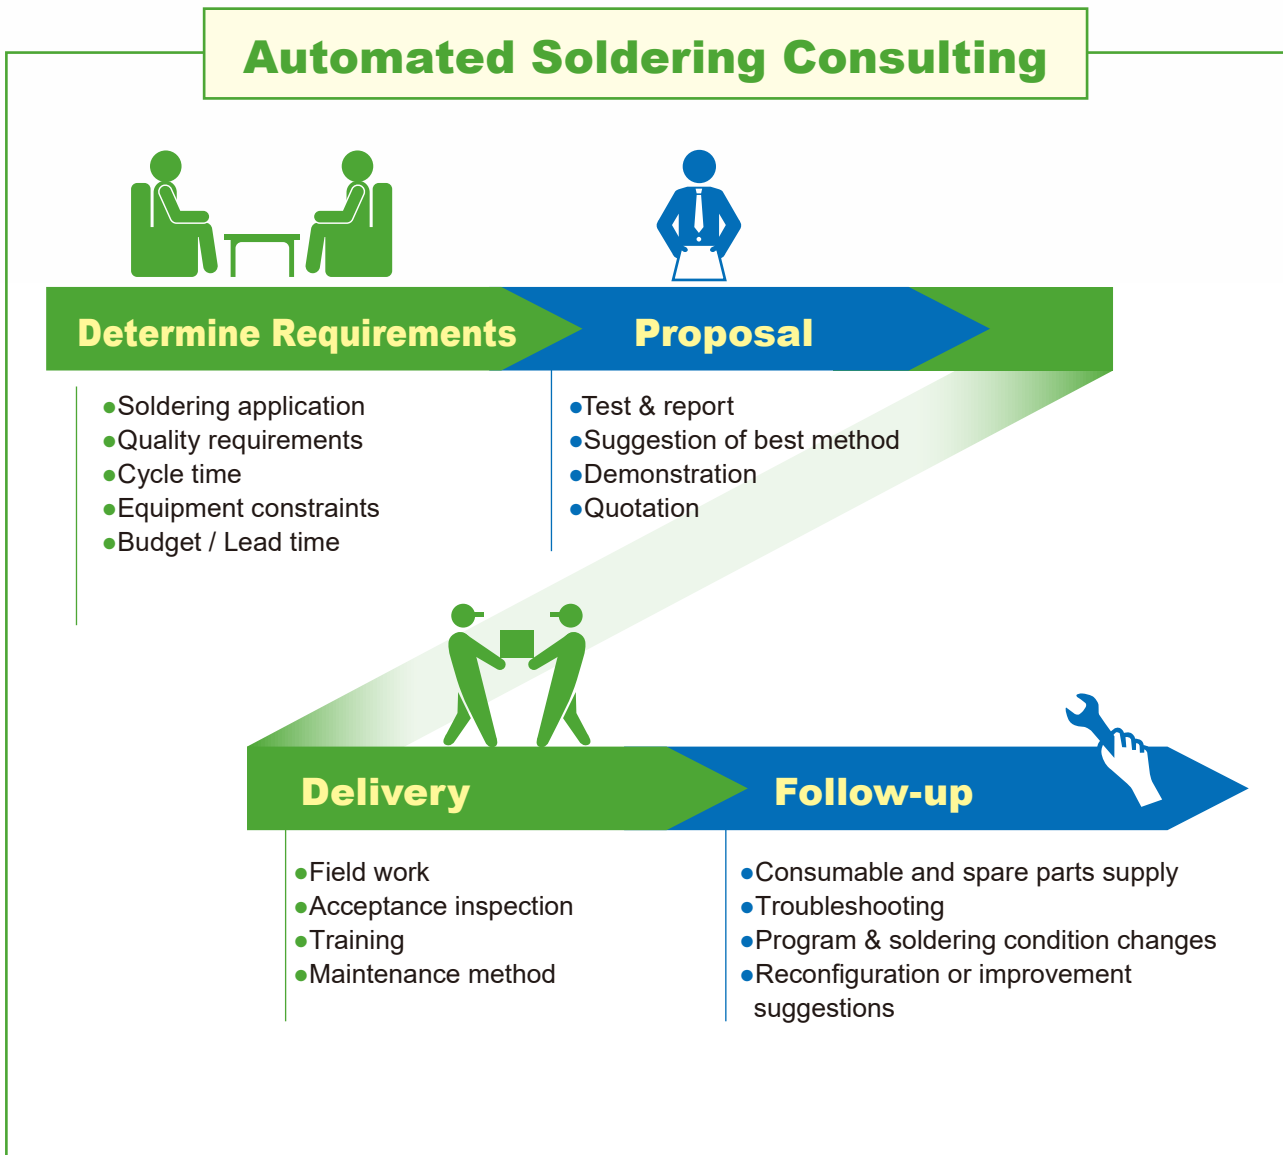 Automated Soldering Consulting
Determine Requirements
Proposal
●Soldering application
●Quality requirements
●Cycle time
●Equipment constraints
●Budget / Lead time
●Test & report
●Suggestion of best method
●Demonstration
●Quotation
Delivery
Follow-up
●Field work
●Acceptance inspection
●Training
●Maintenance method
●Consumable and spare parts supply
●Troubleshooting
●Program & soldering condition changes
●Reconfiguration or improvement
suggestions